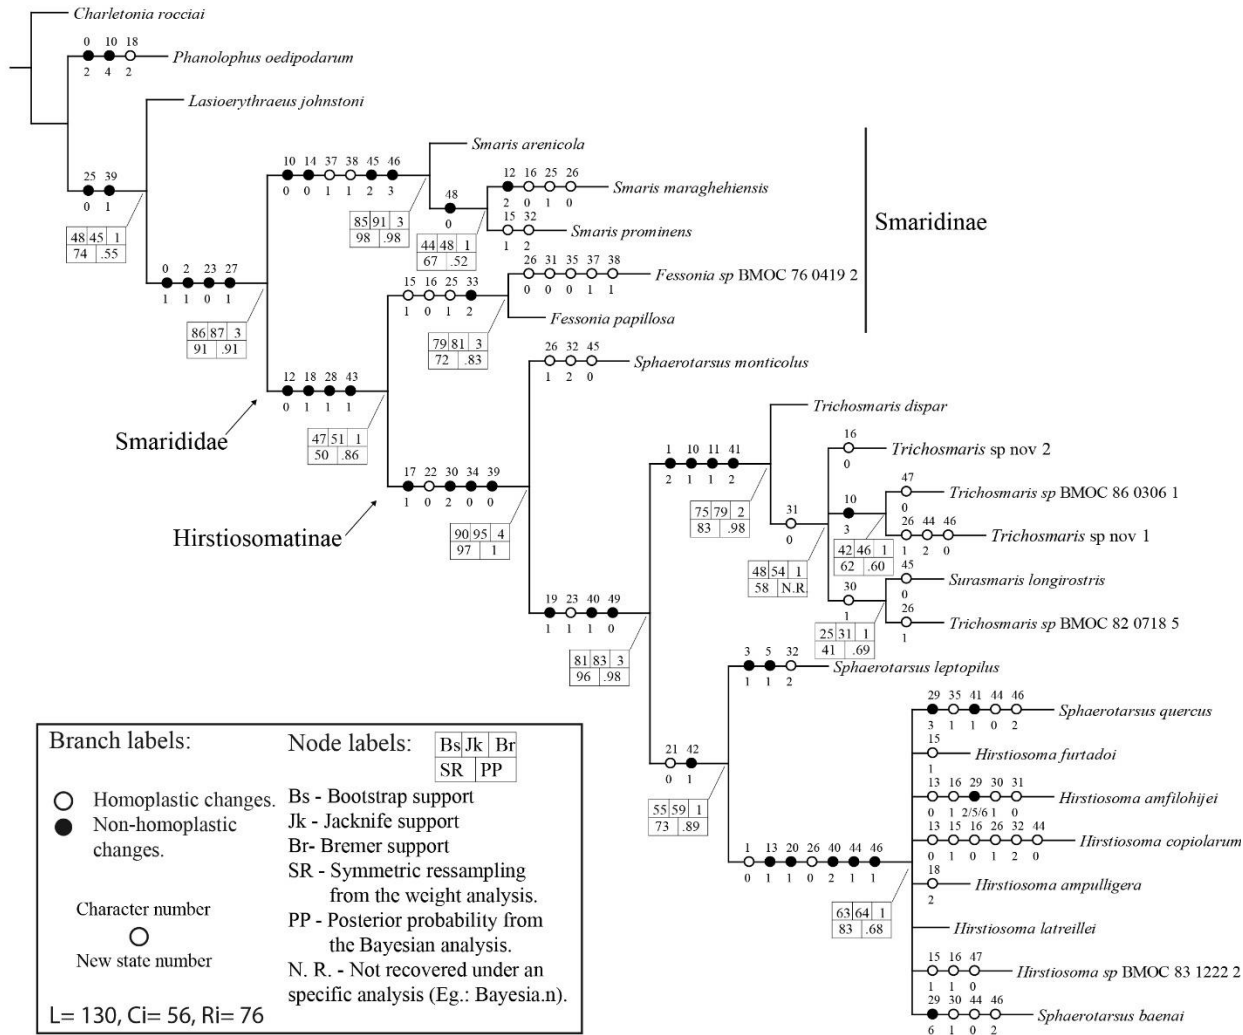 Charletonia rocciai
0 10 18
2 4 2
Phanolophus oedipodarum
Lasioerythraeus johnstoni
25 39
0 1
48 45 1
74 .55
0 2 23 27
1 1 0 1
86 87 3
91 .91
10 14 37 38 45 46
0 0 1 1 2 3
85 91 3
98 .98
Smaris arenicola
48
0
44 48 1
67 .52
12 16 25 26
2 0 1 0
Smaris maraghehiensis
15 32
1 2
Smaris prominens
Smaridinae
15 16 25 33
1 0 1 2
79 81 3
72 .83
26 31 35 37 38
0 0 0 1 1
Fessonia sp BMOC 76 0419 2
Fessonia papillosa
12 18 28 43
0 1 1 1
Smarididae
47 51 1
50 .86
26 32 45
1 2 0
Sphaerotarsus monticolus
17 22 30 34 39
1 0 2 0 0
Hirstiosomatinae
90 95 4
97 1
1 10 11 41
2 1 1 2
75 79 2
83 .98
Trichosmaris dispar
31
0
48 54 1
58 N.R.
16
0
Trichosmaris sp nov 2
10
3
42 46 1
62 .60
47
0
Trichosmaris sp BMOC 86 0306 1
26 44 46
1 2 0
Trichosmaris sp nov 1
30
1
25 31 1
41 .69
45
0
Surasmaris longirostris
26
1
Trichosmaris sp BMOC 82 0718 5
19 23 40 49
1 1 1 0
81 83 3
96 .98
3 5 32
1 1 2
Sphaerotarsus leptopilus
21 42
0 1
55 59 1
73 .89
1 13 20 26 40 44 46
0 1 1 0 2 1 1
63 64 1
83 .68
29 35 41 44 46
3 1 1 0 2
Sphaerotarsus quercus
15
1
Hirstiosoma furtadoi
13 16 29 30 31
0 1 2/5/6 1 0
Hirstiosoma amfilohijei
13 15 16 26 32 44
0 1 0 1 2 0
Hirstiosoma copiolarum
18
2
Hirstiosoma ampulligera
Hirstiosoma latreillei
15 16 47
1 1 0
Hirstiosoma sp BMOC 83 1222 2
29 30 44 46
6 1 0 2
Sphaerotarsus baenai
Branch labels:
Homoplastic changes.
Non-homoplastic
changes.
Character number
New state number
L= 130, Ci= 56, Ri= 76
Node labels:
Bs Jk Br
SR PP
Bs - Bootstrap support
Jk - Jacknife support
Br- Bremer support
SR - Symmetric ressampling
from the weight analysis.
PP - Posterior probability from
the Bayesian analysis.
N. R. - Not recovered under an
specific analysis (Eg.: Bayesia.n).